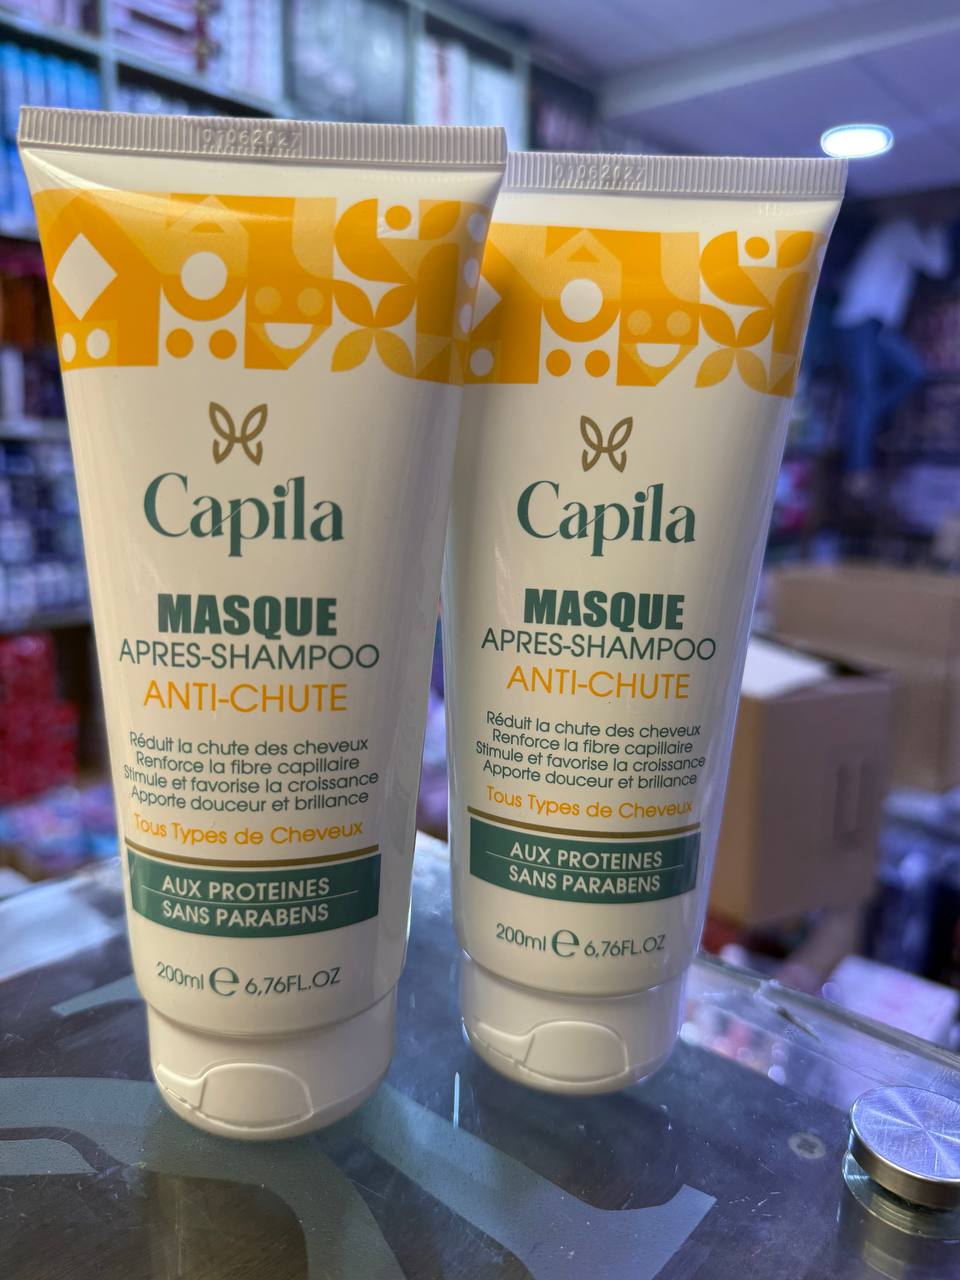 01062027
Capila
MASQUE
APRES-SHAMPOO
ANTI-CHUTE
Réduit la chute des cheveux
Renforce la fibre capillaire
Stimule et favorise la croissance
Apporte douceur et brillance
Tous Types de Cheveux
AUX PROTEINES
SANS PARABENS
200ml e 6,76FL.OZ
01062027
Capila
MASQUE
APRES-SHAMPOO
ANTI-CHUTE
Réduit la chute des cheveux
Renforce la fibre capillaire
Stimule et favorise la croissance
Apporte douceur et brillance
Tous Types de Cheveux
AUX PROTEINES
SANS PARABENS
200ml e 6,76FL.OZ